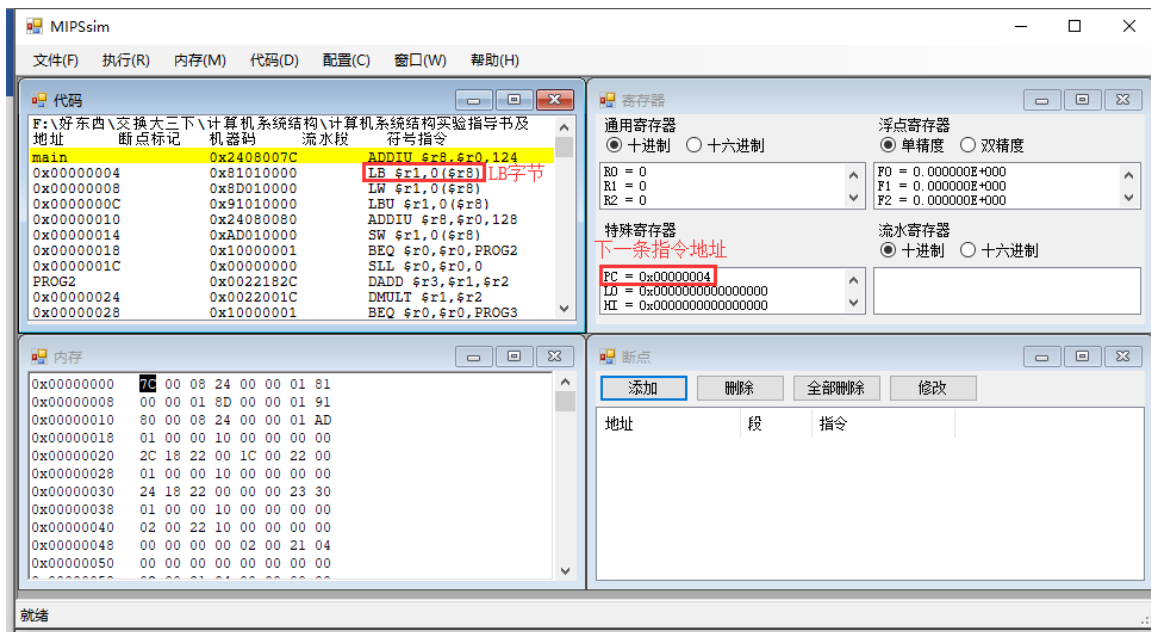 MIPSsim
文件(F) 执行(R) 内存(M) 代码(D) 配置(C) 窗口(W) 帮助(H)
代码
F:\好东西\交换大三下\计算机系统结构\计算机系统结构实验指导书及
地址 断点标记 机器码 流水段 符号指令
main 0x2408007C ADDIU $r8,$r0,124
0x00000004 0x81010000 LB $r1,0($r8) LB字节
0x00000008 0x8D010000 LW $r1,0($r8)
0x0000000C 0x91010000 LBU $r1,0($r8)
0x00000010 0x24080080 ADDIU $r8,$r0,128
0x00000014 0xAD010000 SW $r1,0($r8)
0x00000018 0x10000001 BEQ $r0,$r0,PROG2
0x0000001C 0x00000000 SLL $r0,$r0,0
PROG2 0x0022182C DADD $r3,$r1,$r2
0x00000024 0x0022001C DMULT $r1,$r2
0x00000028 0x10000001 BEQ $r0,$r0,PROG3
寄存器
通用寄存器
十进制 十六进制
R0 = 0
R1 = 0
R2 = 0
浮点寄存器
单精度 双精度
F0 = 0.000000E+000
F1 = 0.000000E+000
F2 = 0.000000E+000
特殊寄存器
下一条指令地址
PC = 0x00000004
LO = 0x0000000000000000
HI = 0x0000000000000000
流水寄存器
十进制 十六进制
内存
0x00000000 7C 00 08 24 00 00 01 81
0x00000008 00 00 01 8D 00 00 01 91
0x00000010 80 00 08 24 00 00 01 AD
0x00000018 01 00 00 10 00 00 00 00
0x00000020 2C 18 22 00 1C 00 22 00
0x00000028 01 00 00 10 00 00 00 00
0x00000030 24 18 22 00 00 00 23 30
0x00000038 01 00 00 10 00 00 00 00
0x00000040 02 00 22 10 00 00 00 00
0x00000048 00 00 00 00 02 00 21 04
0x00000050 00 00 00 00 00 00 00 00
断点
添加 删除 全部删除 修改
地址 段 指令
就绪